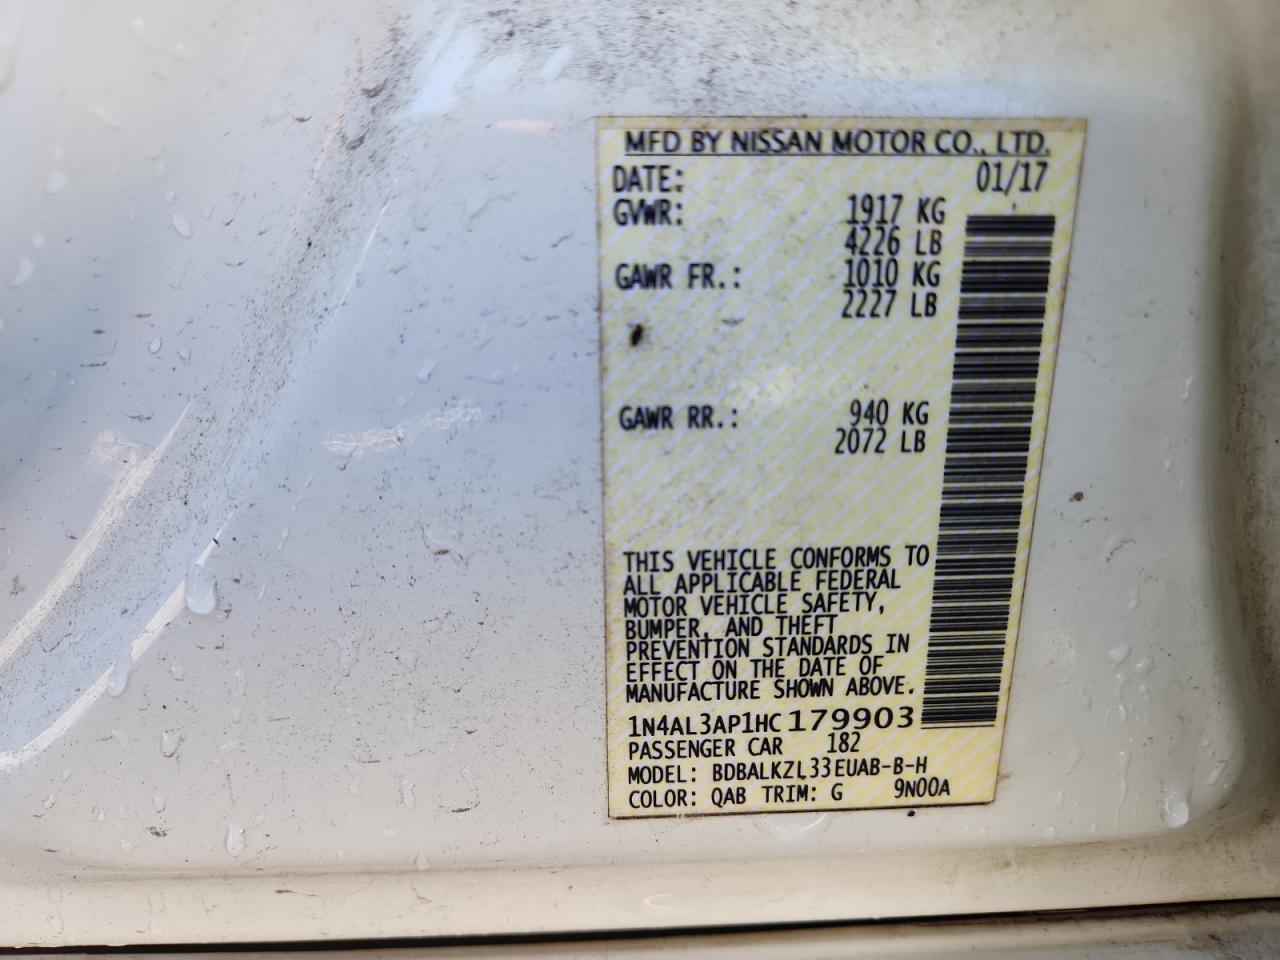 MFD BY NISSAN MOTOR CO., LTD.
DATE: 01/17
GVWR: 1917 KG
4226 LB
GAWR FR.: 1010 KG
2227 LB
GAWR RR.: 940 KG
2072 LB
THIS VEHICLE CONFORMS TO
ALL APPLICABLE FEDERAL
MOTOR VEHICLE SAFETY,
BUMPER, AND THEFT
PREVENTION STANDARDS IN
EFFECT ON THE DATE OF
MANUFACTURE SHOWN ABOVE.
1N4AL3AP1HC179903
PASSENGER CAR 182
MODEL: BDBALKZL33EUAB-B-H
COLOR: QAB TRIM: G 9N00A